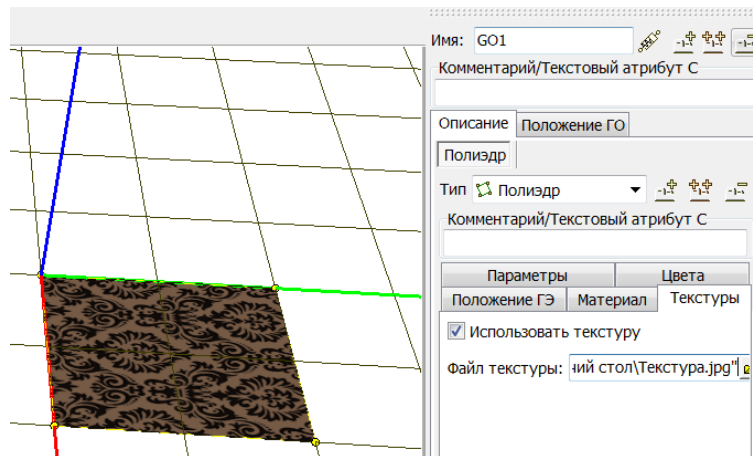 Имя: GO1
Комментарий/Текстовый атрибут C
Описание Положение ГО
Полиэдр
Тип Полиэдр
Комментарий/Текстовый атрибут C
Параметры Цвета
Положение ГЭ Материал Текстуры
Использовать текстуру
Файл текстуры: ний стол\Текстура.jpg"